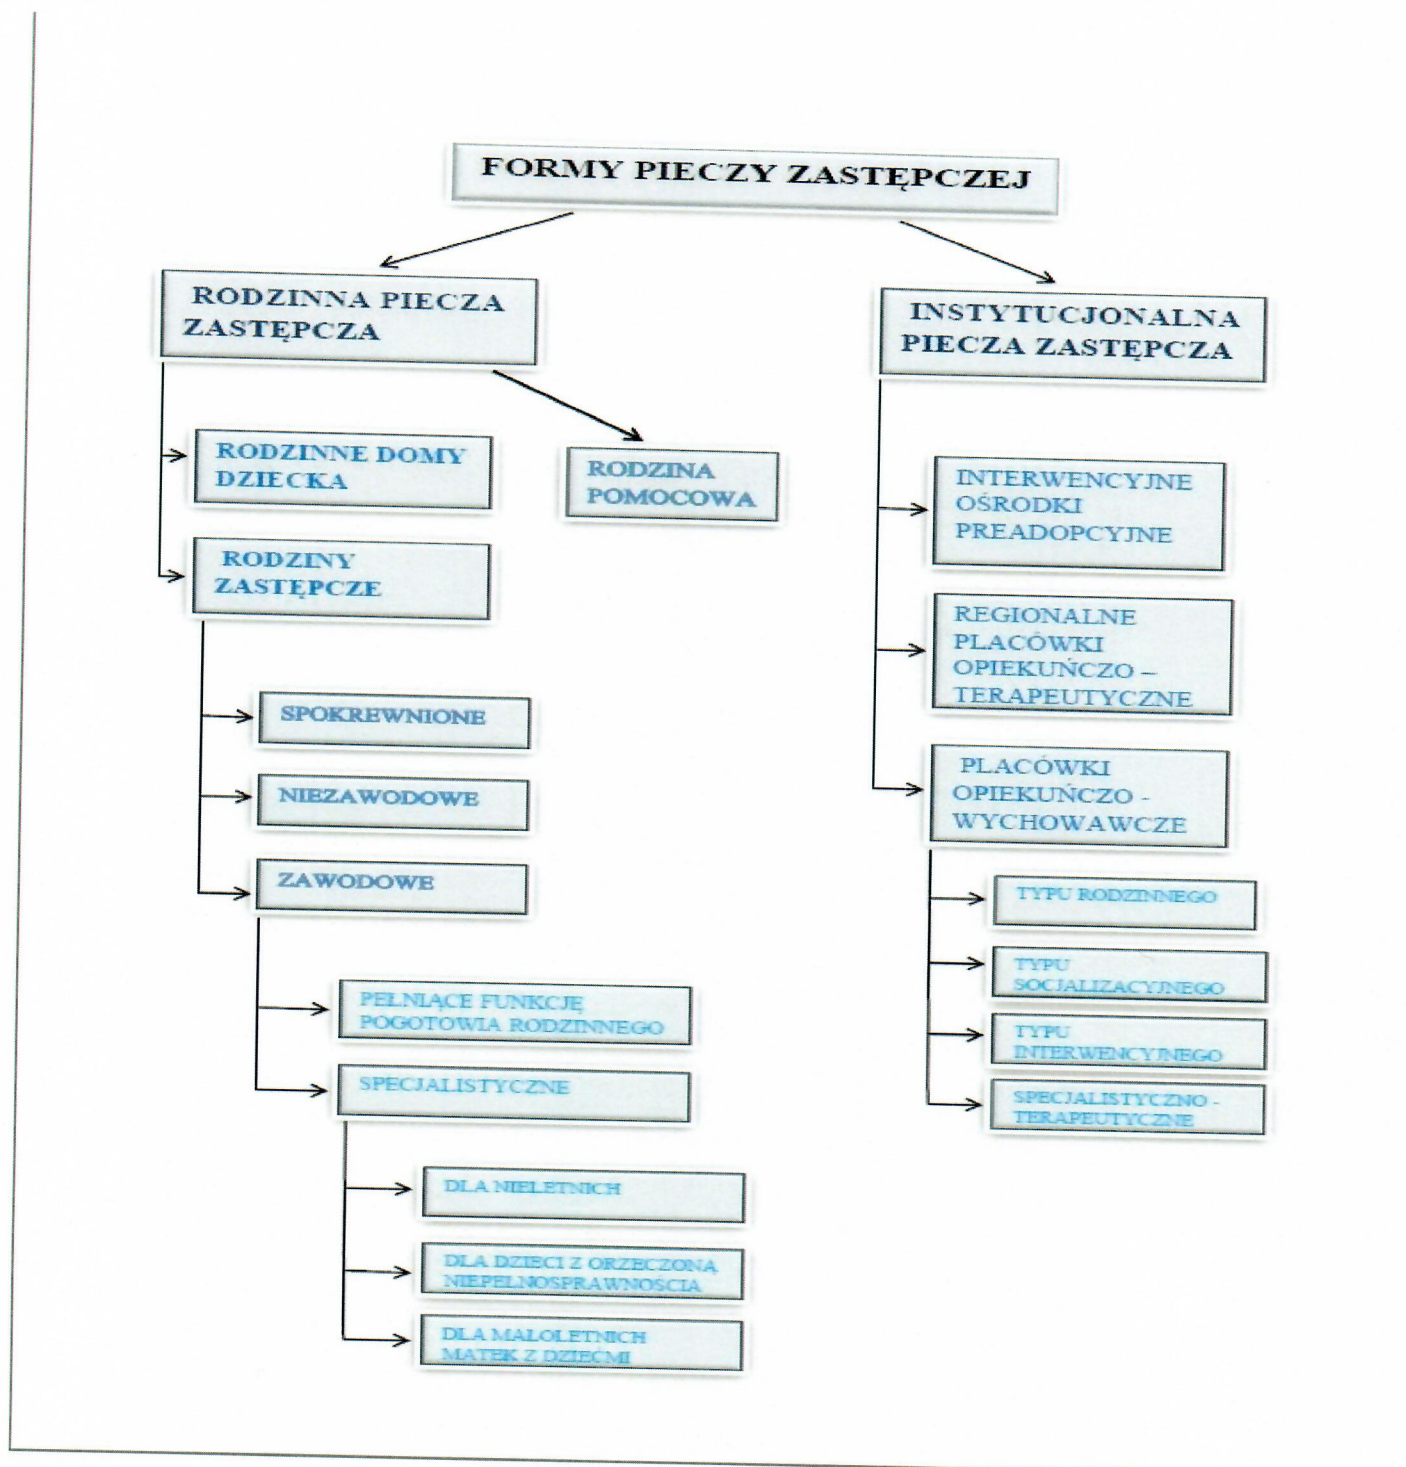 FORMY PIECZY ZASTĘPCZEJ
RODZINNA PIECZA
ZASTĘPCZA
INSTYTUCJONALNA
PIECZA ZASTĘPCZA
RODZINNE DOMY
DZIECKA
RODZINA
POMOCOWA
RODZINY
ZASTĘPCZE
SPOKREWNIONE
NIEZAWODOWE
ZAWODOWE
PEŁNIĄCE FUNKCJĘ
POGOTOWIA RODZINNEGO
SPECJALISTYCZNE
DLA NIELETNICH
DLA DZIECI Z ORZECZONĄ
NIEPEŁNOSPRAWNOŚCIĄ
DLA MAŁOLETNICH
MATEK Z DZIEĆMI
INTERWENCYJNE
OŚRODKI
PREADOPCYJNE
REGIONALNE
PLACÓWKI
OPIEKUŃCZO –
TERAPEUTYCZNE
PLACÓWKI
OPIEKUŃCZO -
WYCHOWAWCZE
TYPU RODZINNEGO
TYPU
SOCJALIZACYJNEGO
TYPU
INTERWENCYJNEGO
SPECJALISTYCZNO -
TERAPEUTYCZNE